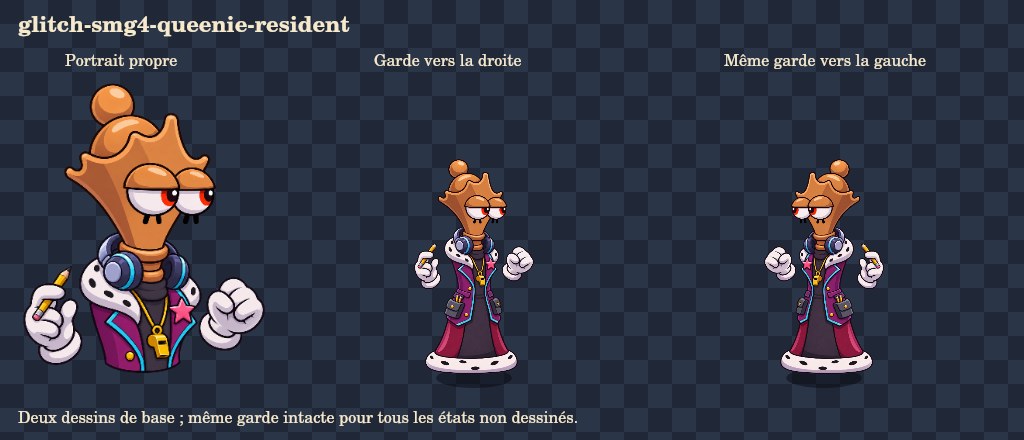 glitch-smg4-queenie-resident
Portrait propre
Garde vers la droite
Même garde vers la gauche
Deux dessins de base ; même garde intacte pour tous les états non dessinés.